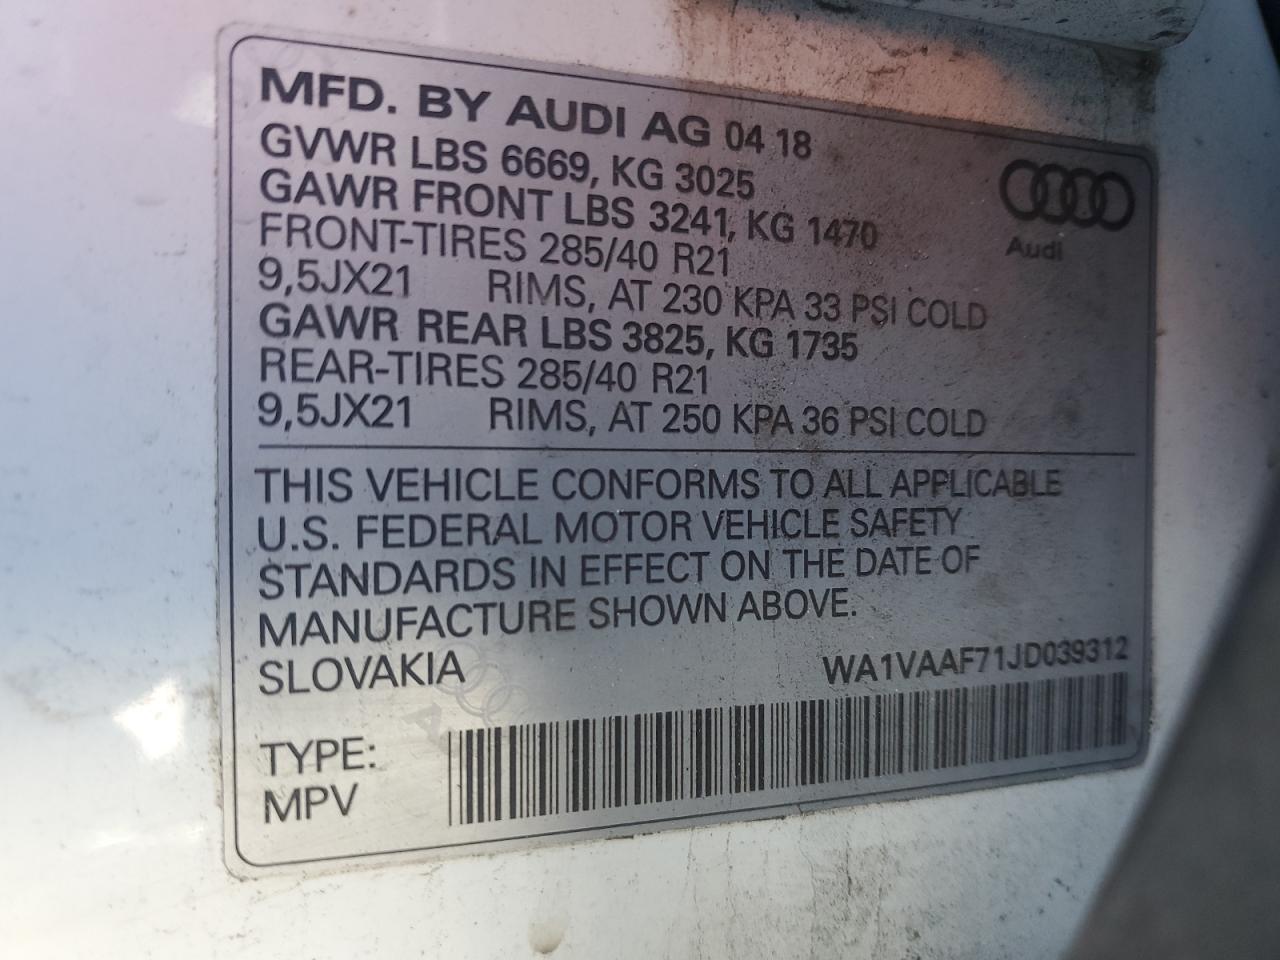 MFD. BY AUDI AG 04 18
GVWR LBS 6669, KG 3025
GAWR FRONT LBS 3241, KG 1470
FRONT-TIRES 285/40 R21
9,5JX21 RIMS, AT 230 KPA 33 PSI COLD
GAWR REAR LBS 3825, KG 1735
REAR-TIRES 285/40 R21
9,5JX21 RIMS, AT 250 KPA 36 PSI COLD
Audi
THIS VEHICLE CONFORMS TO ALL APPLICABLE
U.S. FEDERAL MOTOR VEHICLE SAFETY
STANDARDS IN EFFECT ON THE DATE OF
MANUFACTURE SHOWN ABOVE.
SLOVAKIA WA1VAAF71JD039312
TYPE:
MPV